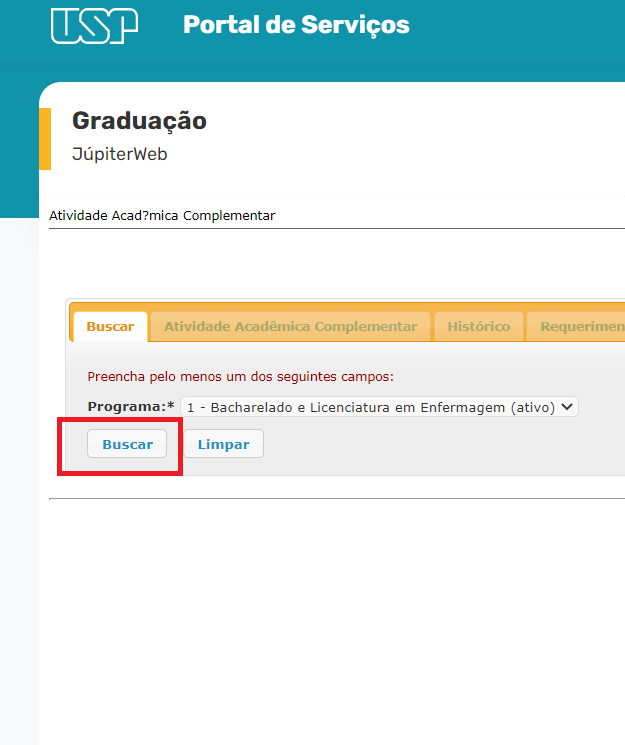 USP
Portal de Serviços
Graduação
JúpiterWeb
Atividade Acad?mica Complementar
Buscar Atividade Acadêmica Complementar Histórico Requerimen
Preencha pelo menos um dos seguintes campos:
Programa:* 1 - Bacharelado e Licenciatura em Enfermagem (ativo)
Buscar Limpar